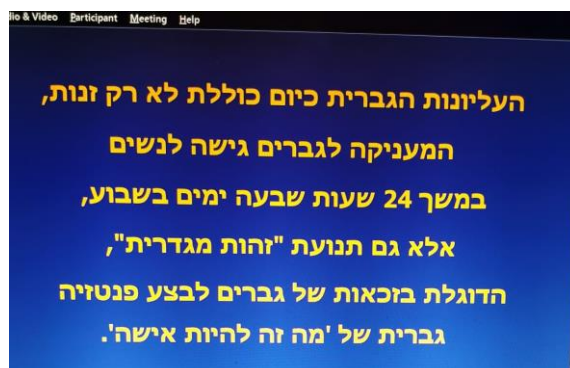 dio & Video Participant Meeting Help
העליונות הגברית כיום כוללת לא רק זנות,
המעניקה לגברים גישה לנשים
במשך 24 שעות שבעה ימים בשבוע,
אלא גם תנועת "זהות מגדרית",
הדוגלת בזכאות של גברים לבצע פנטזיה
גברית של 'מה זה להיות אישה'.